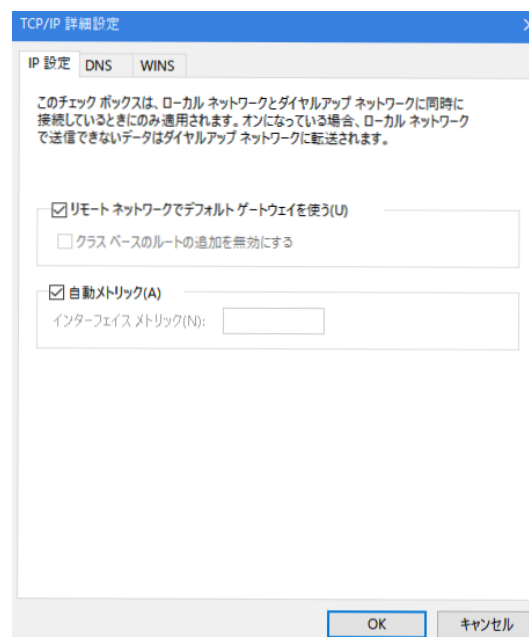 TCP/IP 詳細設定
IP 設定 DNS WINS
このチェック ボックスは、ローカル ネットワークとダイヤルアップ ネットワークに同時に
接続しているときにのみ適用されます。オンになっている場合、ローカル ネットワーク
で送信できないデータはダイヤルアップ ネットワークに転送されます。
リモート ネットワークでデフォルト ゲートウェイを使う(U)
クラス ベースのルートの追加を無効にする
自動メトリック(A)
インターフェイス メトリック(N):
OK キャンセル